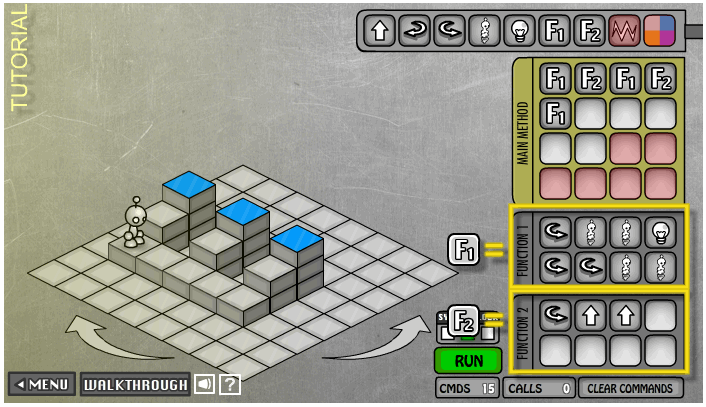 TUTORIAL
F1 F2
MAIN METHOD
F1 F2 F1 F2
F1
F1 =
FUNCTION 1
F2 =
FUNCTION 2
RUN
MENU
WALKTHROUGH
?
CMDS 15
CALLS 0
CLEAR COMMANDS